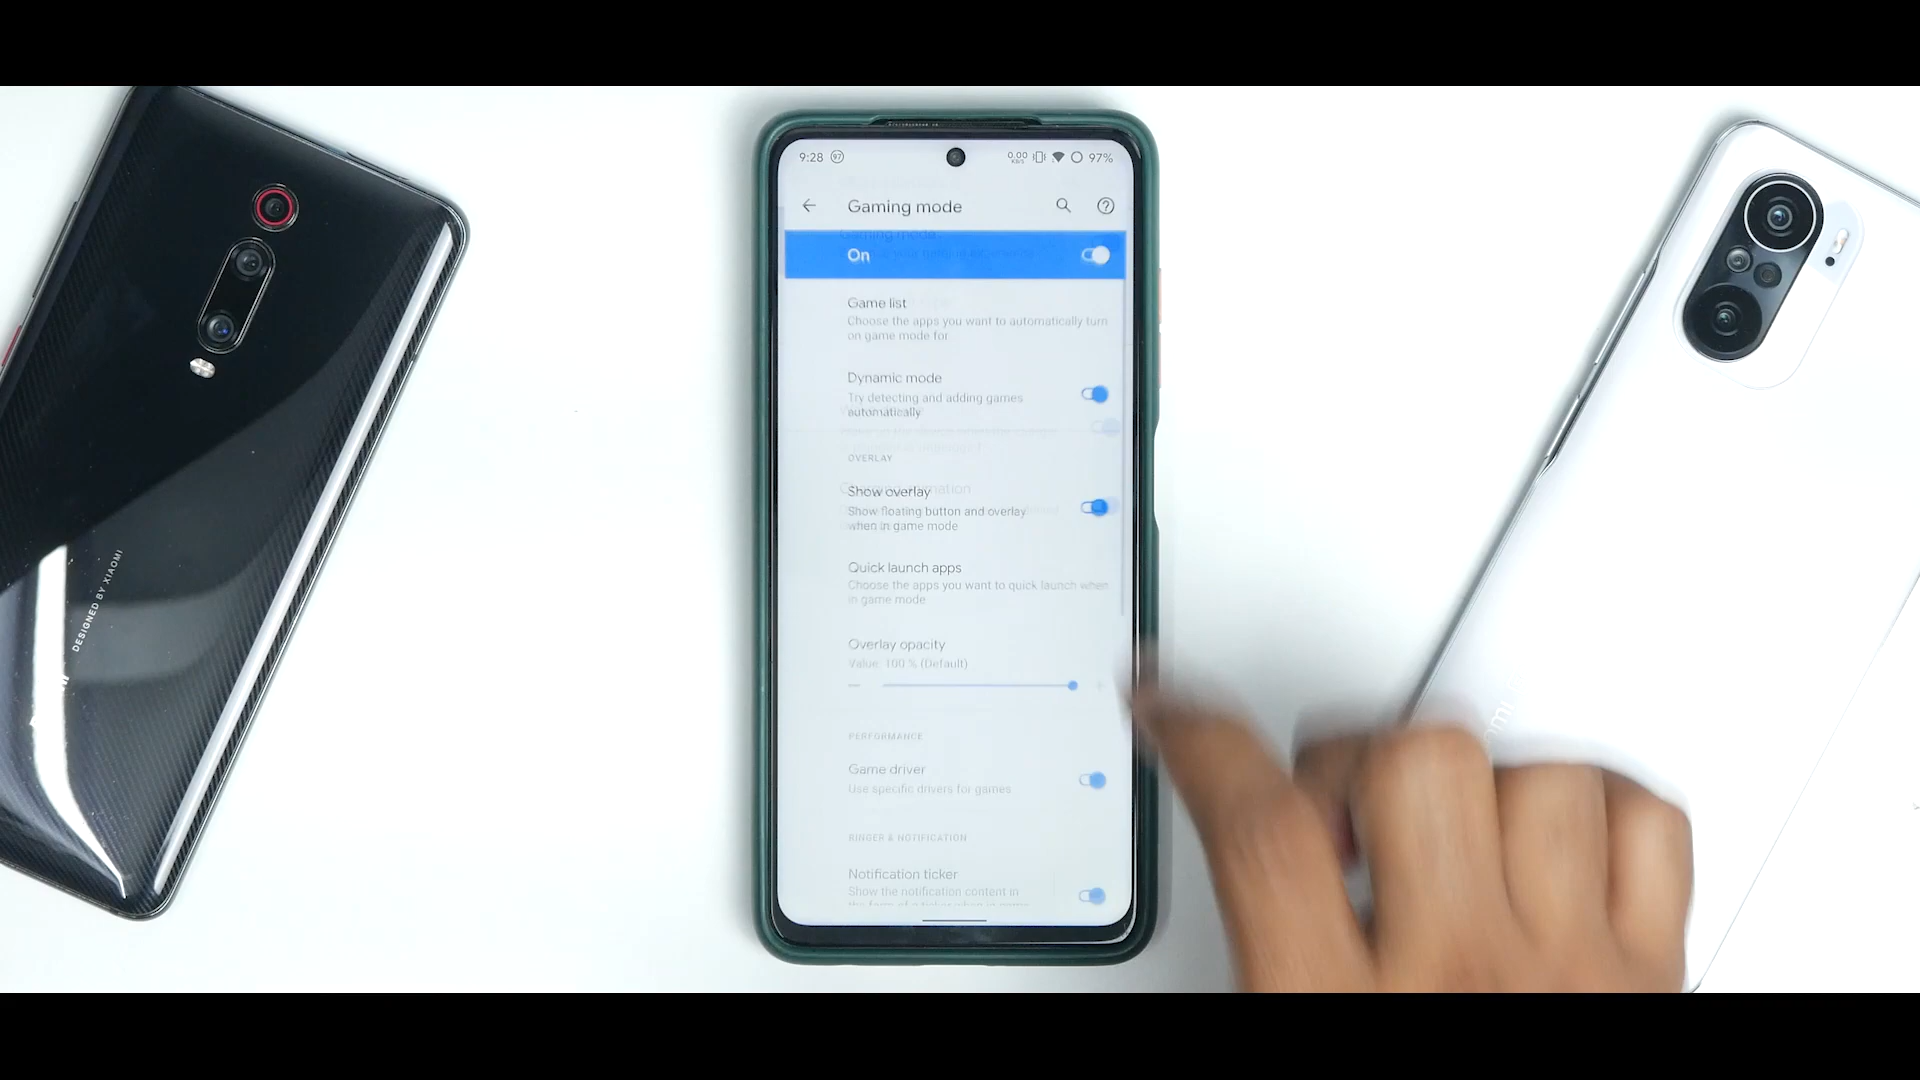 9:28 97 0.00 97%
KB/S
Gaming mode
On
Game list
Choose the apps you want to automatically turn
on game mode for
Dynamic mode
Try detecting and adding games
automatically
OVERLAY
Show overlay
Show floating button and overlay
when in game mode
Quick launch apps
Choose the apps you want to quick launch when
in game mode
Overlay opacity
Value: 100 % (Default)
PERFORMANCE
Game driver
Use specific drivers for games
RINGER & NOTIFICATION
Notification ticker
Show the notification content in
DESIGNED BY XIAOMI